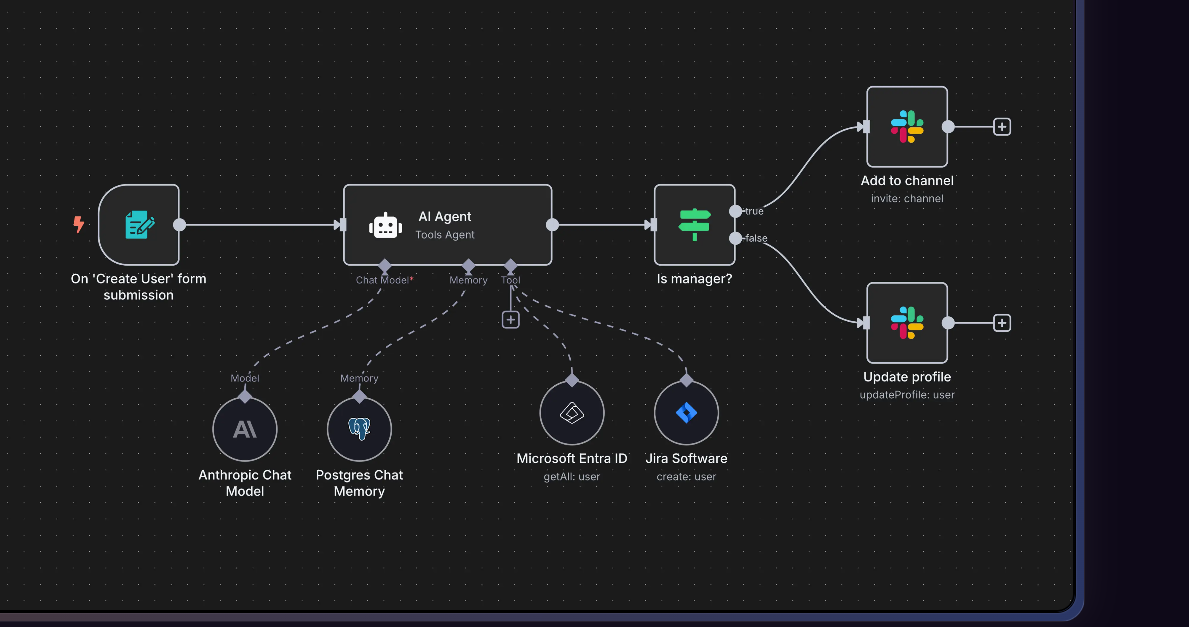 Add to channel
invite: channel
AI Agent
Tools Agent
true
false
On 'Create User' form
submission
Chat Model*
Memory
Tool
Is manager?
Update profile
updateProfile: user
Model
Memory
Anthropic Chat
Model
Postgres Chat
Memory
Microsoft Entra ID
getAll: user
Jira Software
create: user